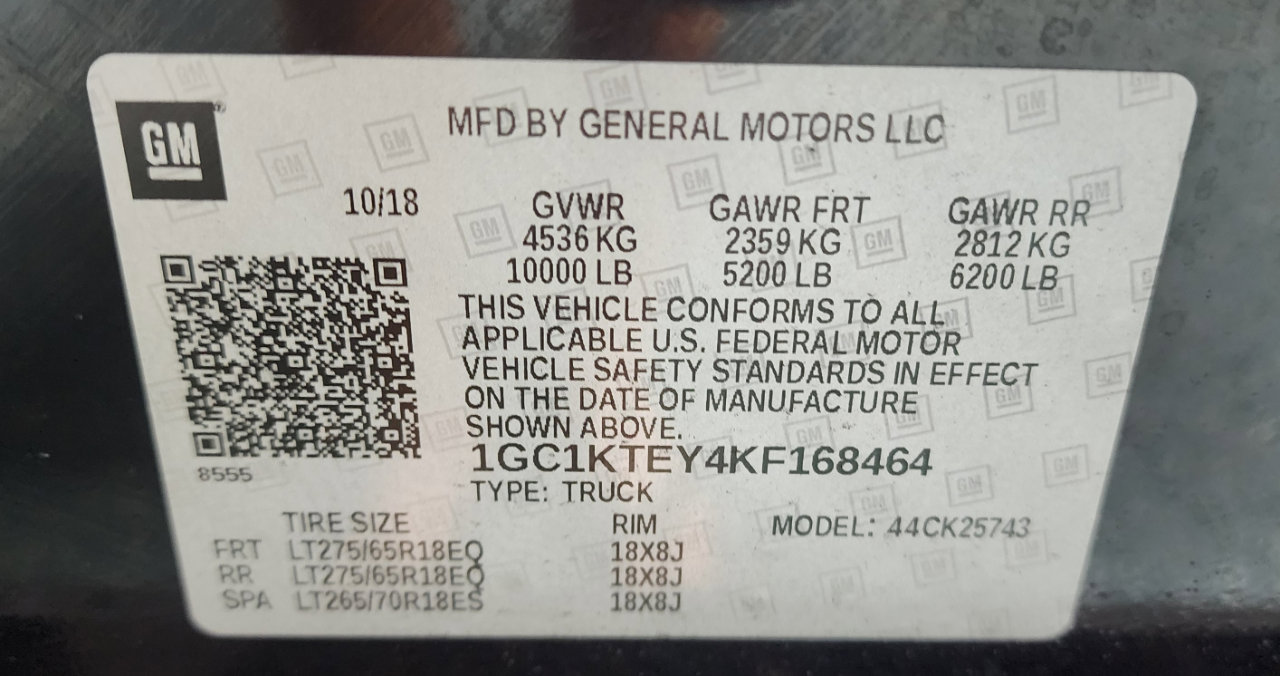 GM
MFD BY GENERAL MOTORS LLC
10/18
GVWR GAWR FRT GAWR RR
4536 KG 2359 KG 2812 KG
10000 LB 5200 LB 6200 LB
THIS VEHICLE CONFORMS TO ALL
APPLICABLE U.S. FEDERAL MOTOR
VEHICLE SAFETY STANDARDS IN EFFECT
ON THE DATE OF MANUFACTURE
SHOWN ABOVE.
1GC1KTEY4KF168464
8555
TYPE: TRUCK
TIRE SIZE RIM MODEL: 44CK25743
FRT LT275/65R18EQ 18X8J
RR LT275/65R18EQ 18X8J
SPA LT265/70R18ES 18X8J